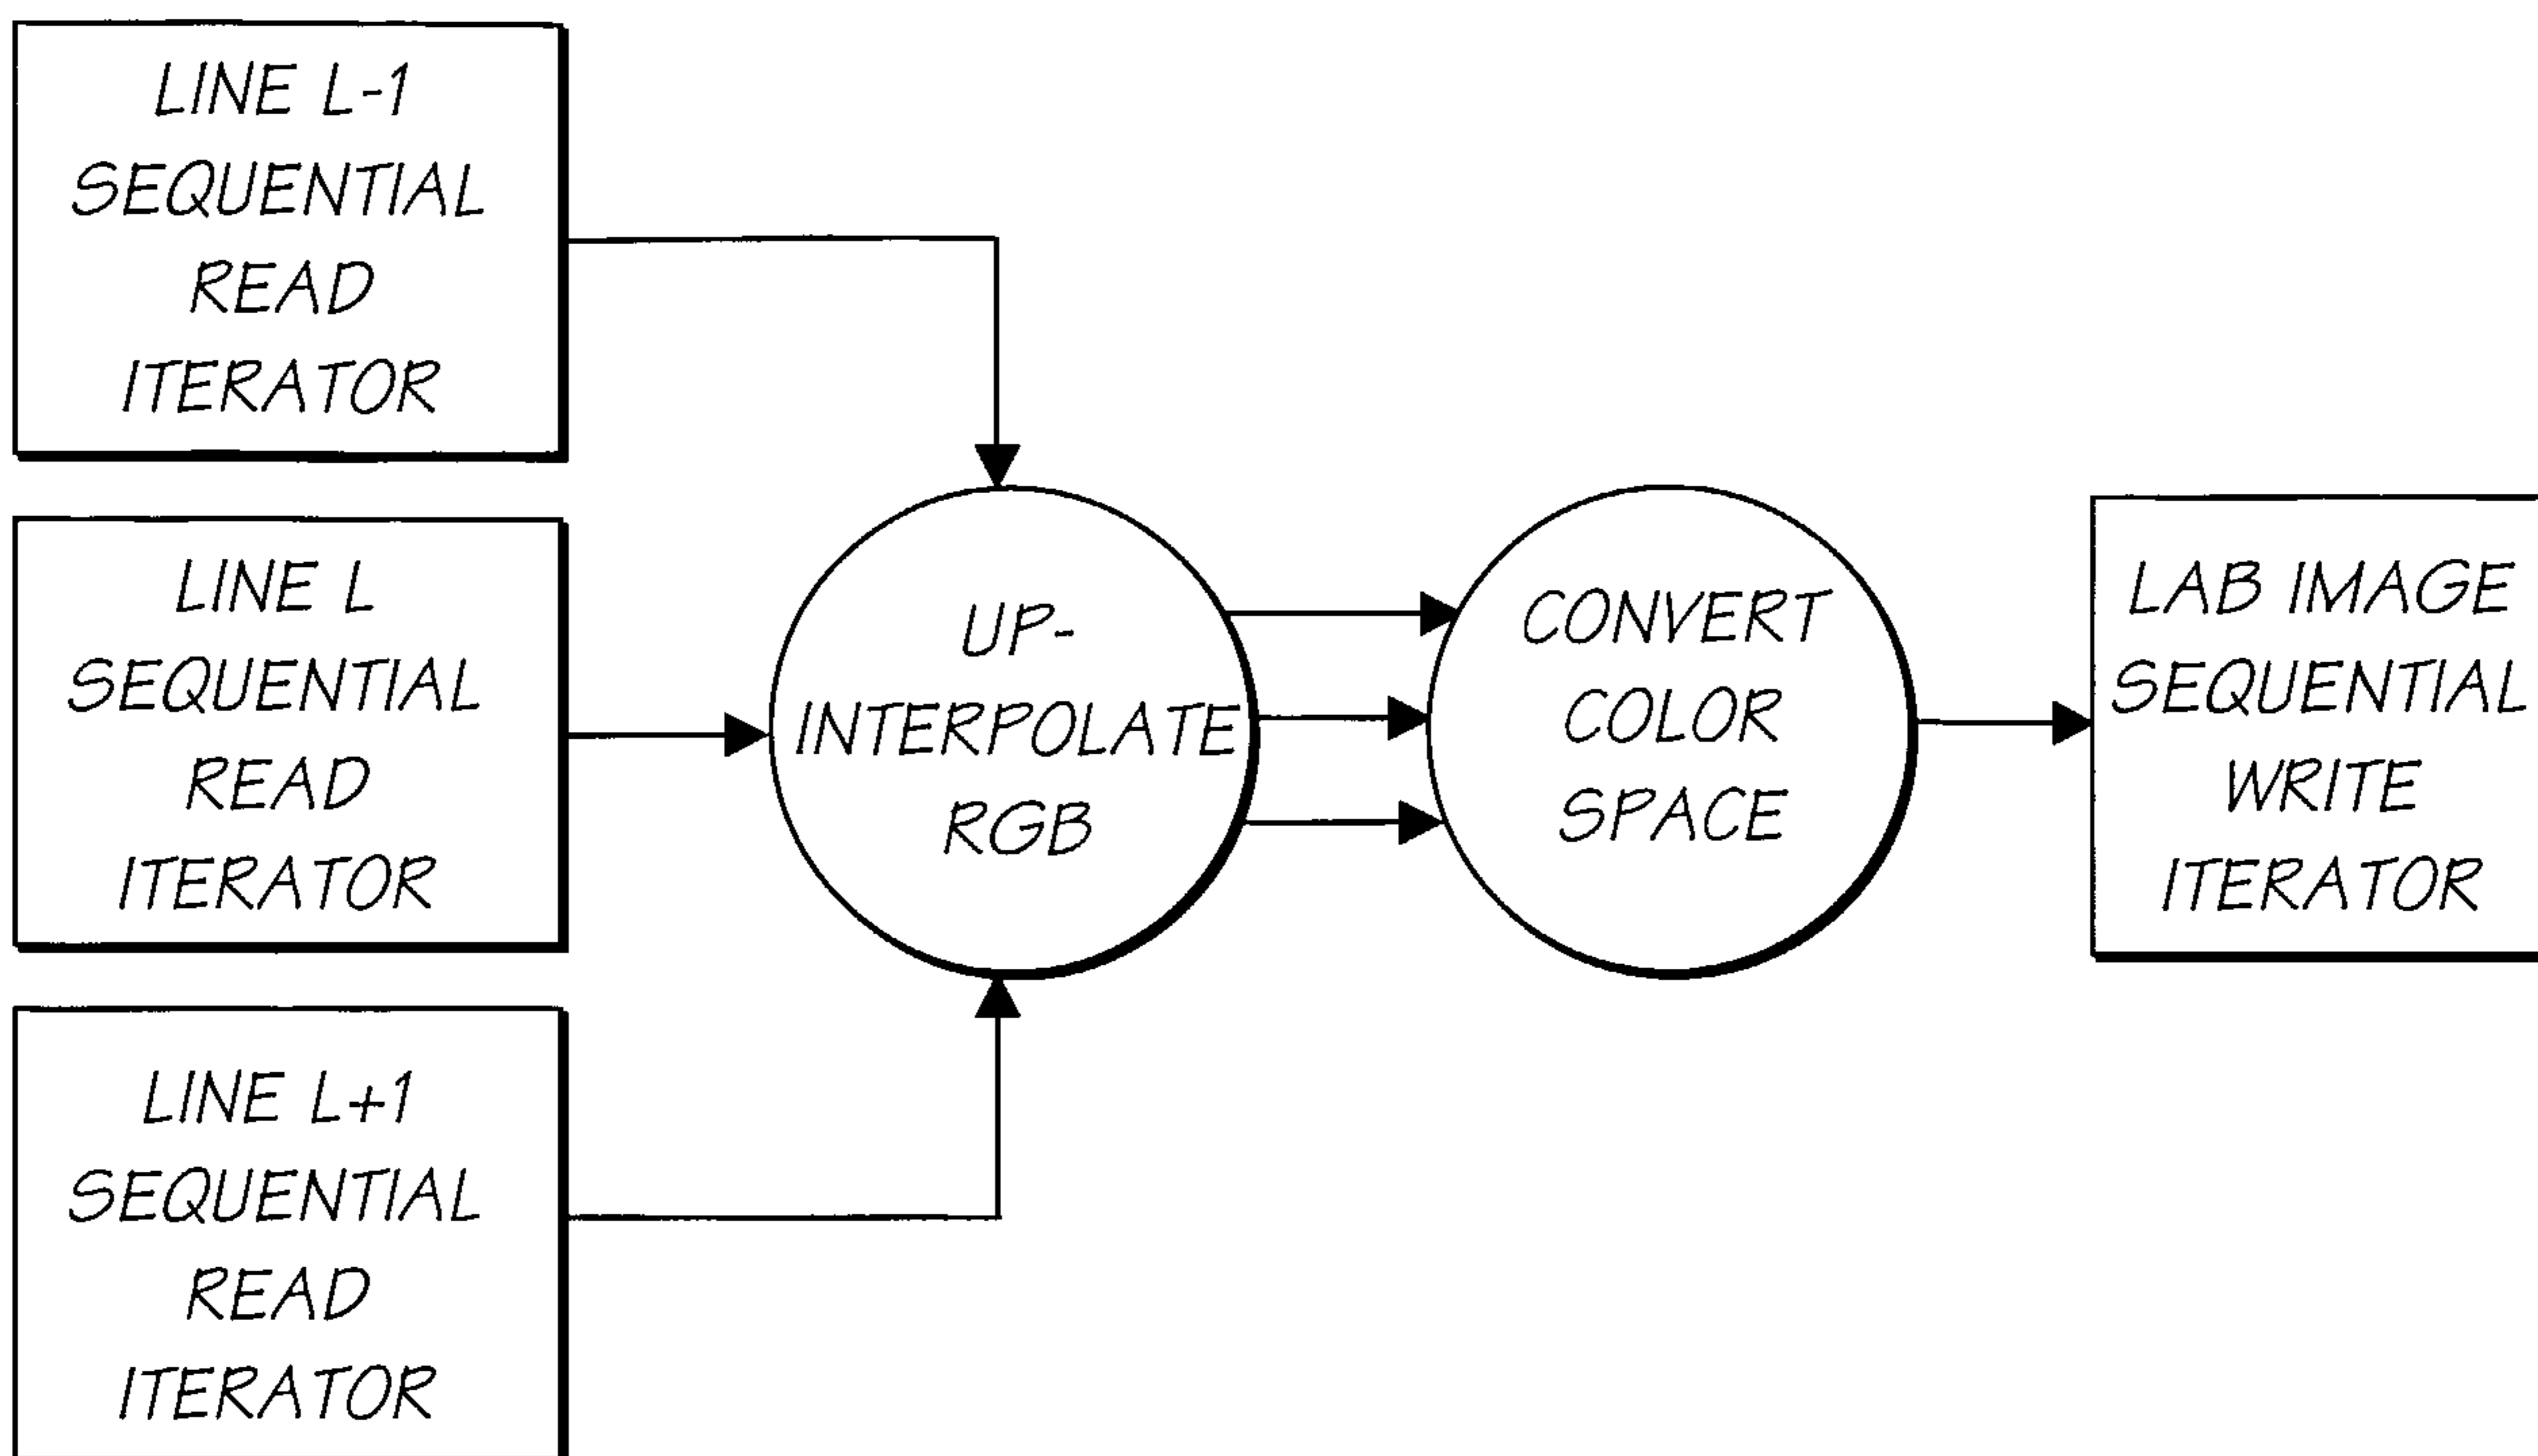 LINE L-1
SEQUENTIAL
READ
ITERATOR
LINE L
SEQUENTIAL
READ
ITERATOR
LINE L+1
SEQUENTIAL
READ
ITERATOR
UP-
INTERPOLATE
RGB
CONVERT
COLOR
SPACE
LAB IMAGE
SEQUENTIAL
WRITE
ITERATOR